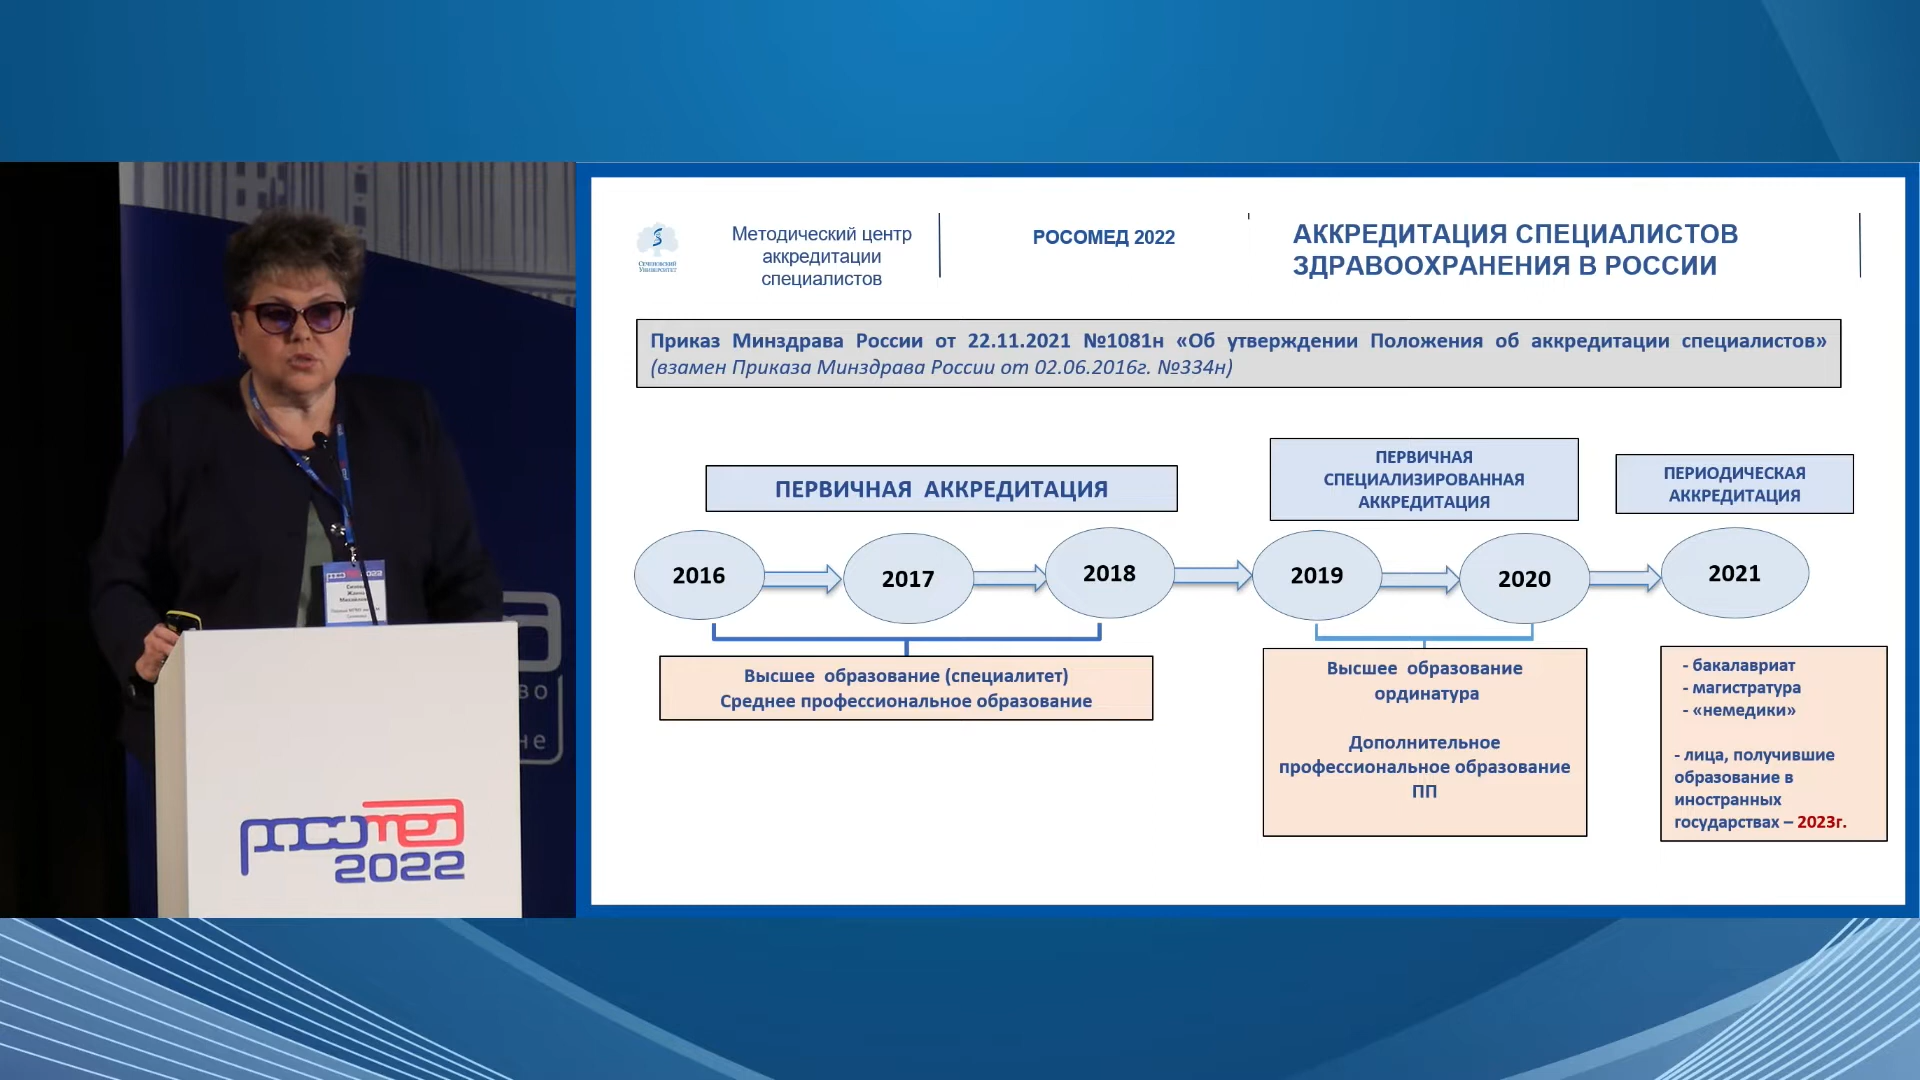 Методический центр
аккредитации
специалистов
Сеченовский
Университет
РОСОМЕД 2022
АККРЕДИТАЦИЯ СПЕЦИАЛИСТОВ
ЗДРАВООХРАНЕНИЯ В РОССИИ
Приказ Минздрава России от 22.11.2021 №1081н «Об утверждении Положения об аккредитации специалистов»
(взамен Приказа Минздрава России от 02.06.2016г. №334н)
ПЕРВИЧНАЯ АККРЕДИТАЦИЯ
ПЕРВИЧНАЯ
СПЕЦИАЛИЗИРОВАННАЯ
АККРЕДИТАЦИЯ
ПЕРИОДИЧЕСКАЯ
АККРЕДИТАЦИЯ
2016
2017
2018
2019
2020
2021
Высшее образование (специалитет)
Среднее профессиональное образование
Высшее образование
ординатура
Дополнительное
профессиональное образование
ПП
- бакалавриат
- магистратура
- «немедики»
- лица, получившие
образование в
иностранных
государствах – 2023г.
росомед
2022